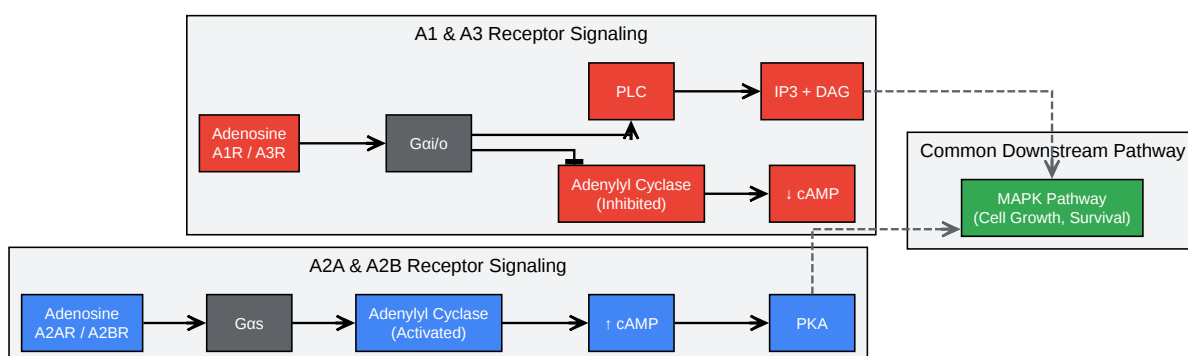 A1 & A3 Receptor Signaling
PLC
IP3 + DAG
Adenosine
A1R / A3R
Gαi/o
Adenylyl Cyclase
(Inhibited)
↓ cAMP
Common Downstream Pathway
MAPK Pathway
(Cell Growth, Survival)
A2A & A2B Receptor Signaling
Adenosine
A2AR / A2BR
Gαs
Adenylyl Cyclase
(Activated)
↑ cAMP
PKA